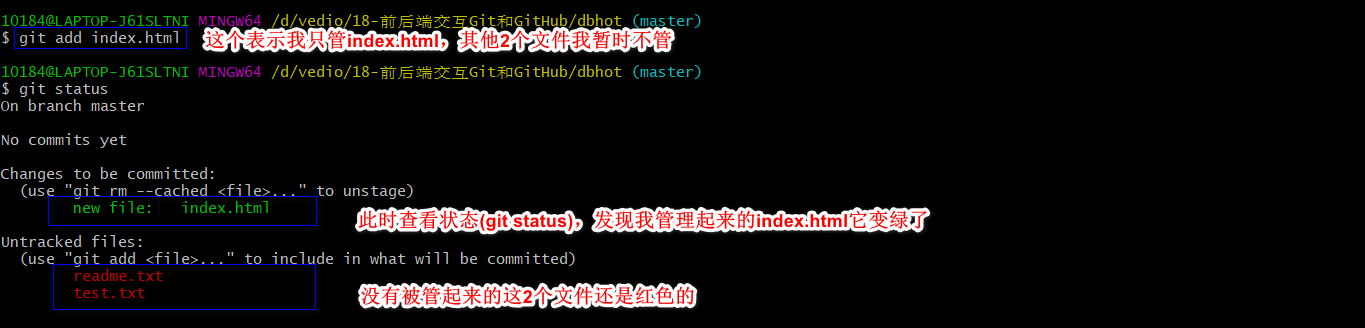 10184@LAPTOP-J61SLTNI MINGW64 /d/vedio/18-前后端交互Git和GitHub/dbhot (master)
$ git add index.html 这个表示我只管index.html，其他2个文件我暂时不管
10184@LAPTOP-J61SLTNI MINGW64 /d/vedio/18-前后端交互Git和GitHub/dbhot (master)
$ git status
On branch master
No commits yet
Changes to be committed:
(use "git rm --cached <file>..." to unstage)
new file: index.html 此时查看状态(git status)，发现我管理起来的index.html它变绿了
Untracked files:
(use "git add <file>..." to include in what will be committed)
readme.txt
test.txt 没有被管起来的这2个文件还是红色的